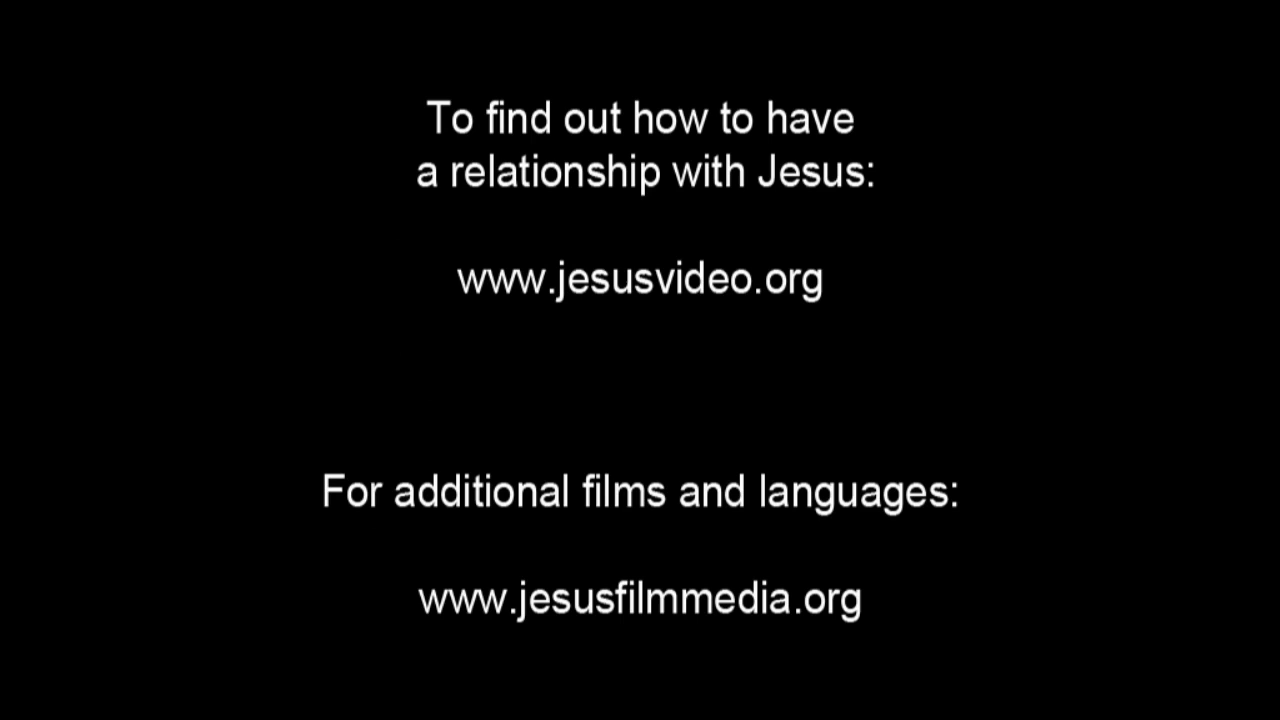 To find out how to have
a relationship with Jesus:
www.jesusvideo.org
For additional films and languages:
www.jesusfilmmedia.org